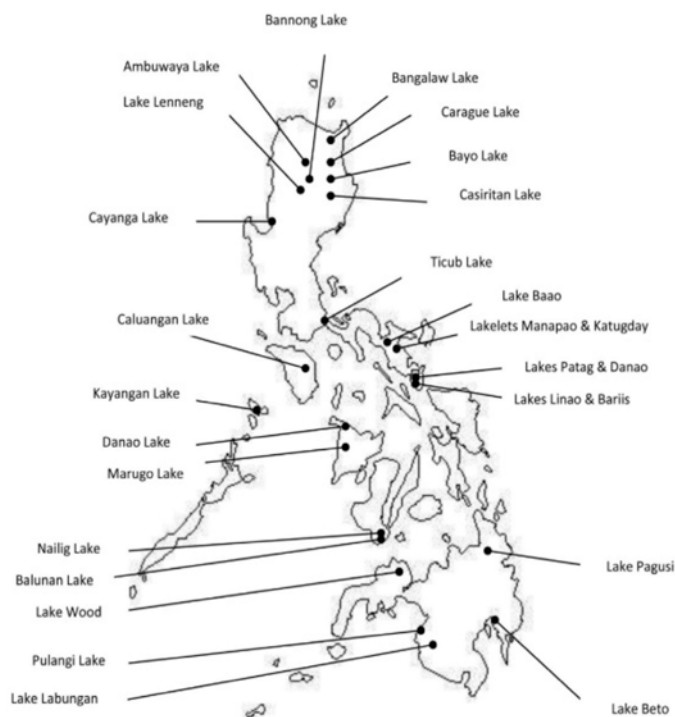 Bannong Lake
Ambuwaya Lake
Bangalaw Lake
Lake Lenneng
Carague Lake
Bayo Lake
Casiritan Lake
Cayanga Lake
Ticub Lake
Lake Baao
Caluangan Lake
Lakelets Manapao & Katugday
Lakes Patag & Danao
Kayangan Lake
Lakes Linao & Bariis
Danao Lake
Marugo Lake
Nailig Lake
Lake Pagusi
Balunan Lake
Lake Wood
Pulangi Lake
Lake Labungan
Lake Beto